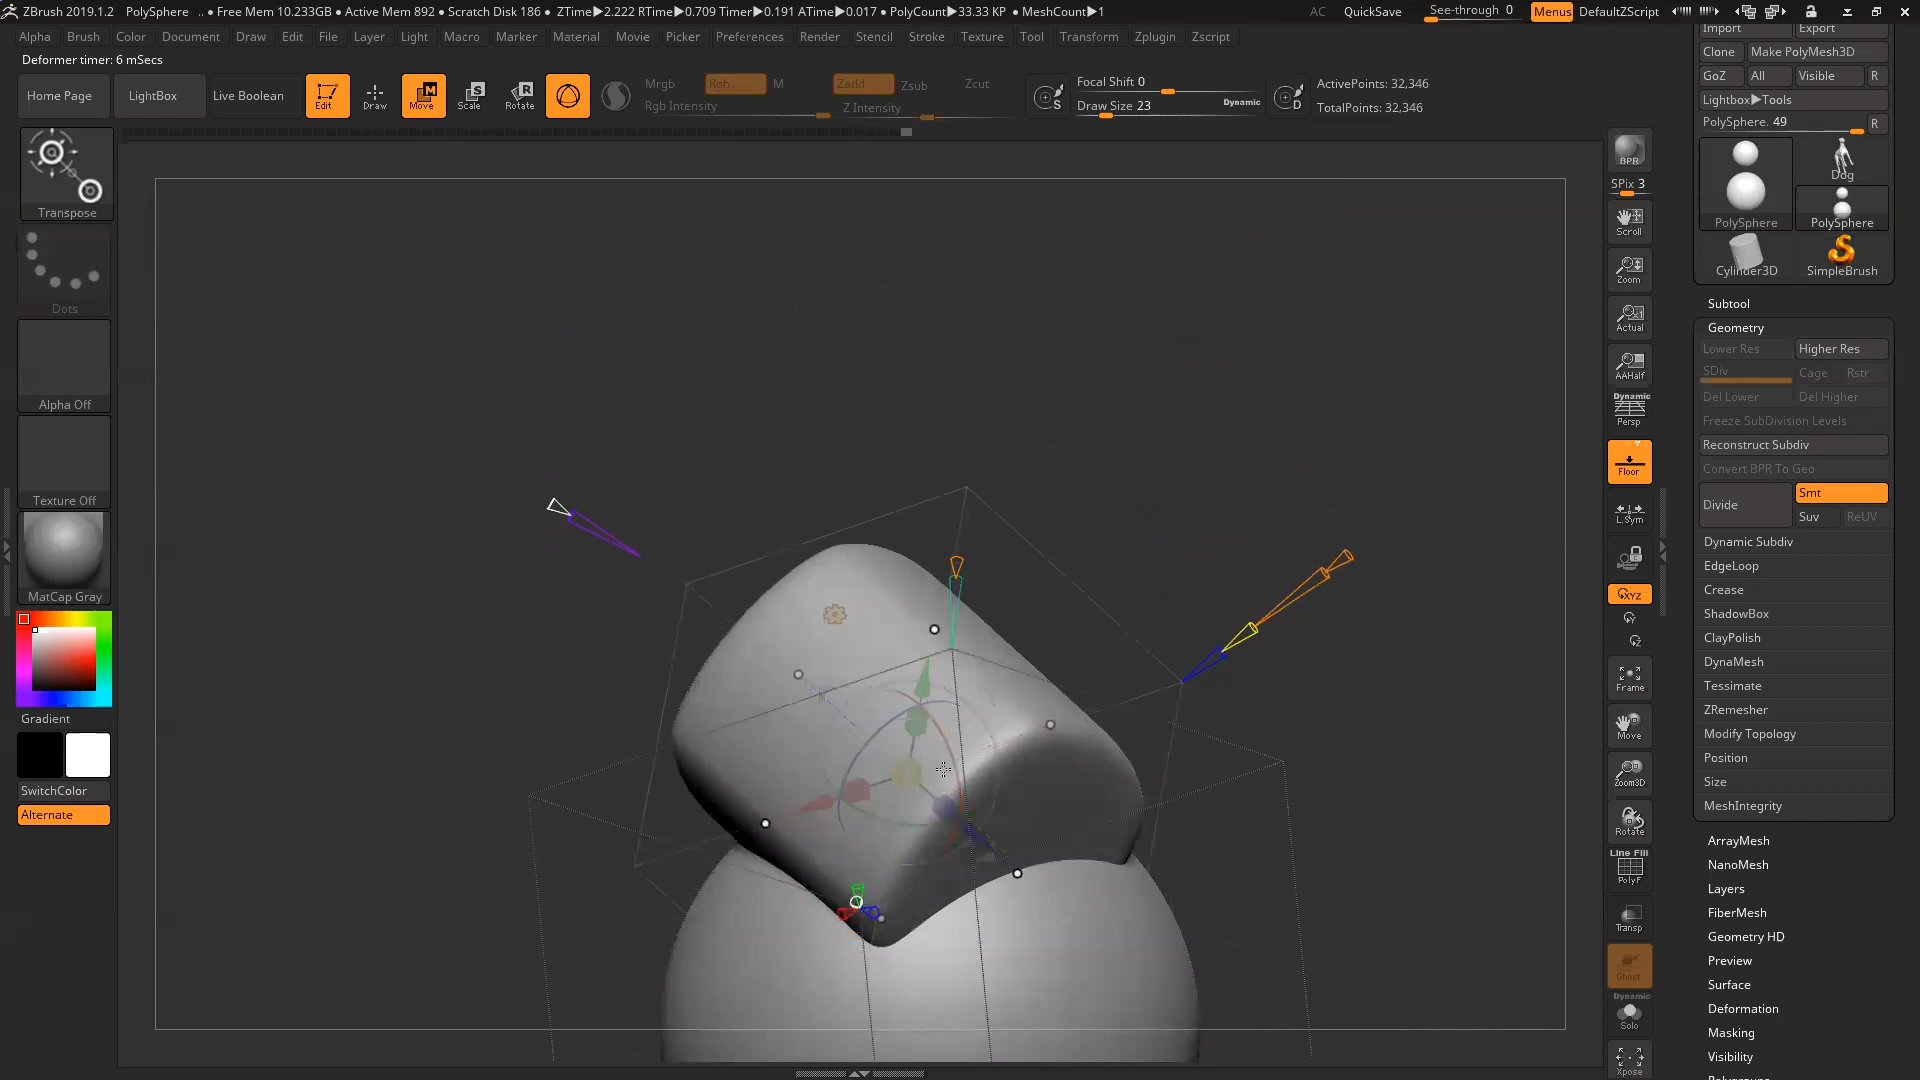 ZBrush 2019.1.2 PolySphere .. ● Free Mem 10.233GB ● Active Mem 892 ● Scratch Disk 186 ● ZTime▶2.222 RTime▶0.709 Timer▶0.191 ATime▶0.017 ● PolyCount▶33.33 KP ● MeshCount▶1 AC QuickSave See-through 0 Menus DefaultZScript
Alpha Brush Color Document Draw Edit File Layer Light Macro Marker Material Movie Picker Preferences Render Stencil Stroke Texture Tool Transform Zplugin Zscript
Deformer timer: 6 mSecs
Home Page LightBox Live Boolean Edit Draw Move Scale Rotate
Mrgb Rgb M Zadd Zsub Zcut
Rgb Intensity Z Intensity
S Focal Shift 0
Draw Size 23 Dynamic D
ActivePoints: 32,346
TotalPoints: 32,346
Transpose
Dots
Alpha Off
Texture Off
MatCap Gray
Gradient
SwitchColor
Alternate
BPR
SPix 3
Scroll
Zoom
Actual
AAHalf
Dynamic
Persp
Floor
L.Sym
XYZ
Frame
Move
Zoom3D
Rotate
Line Fill
PolyF
Transp
Ghost
Dynamic
Solo
Xpose
Import Export
Clone Make PolyMesh3D
GoZ All Visible R
Lightbox▶Tools
PolySphere. 49 R
Dog
PolySphere PolySphere
Cylinder3D SimpleBrush
Subtool
Geometry
Lower Res Higher Res
SDiv Cage Rstr
Del Lower Del Higher
Freeze SubDivision Levels
Reconstruct Subdiv
Convert BPR To Geo
Divide Smt
Suv ReUV
Dynamic Subdiv
EdgeLoop
Crease
ShadowBox
ClayPolish
DynaMesh
Tessimate
ZRemesher
Modify Topology
Position
Size
MeshIntegrity
ArrayMesh
NanoMesh
Layers
FiberMesh
Geometry HD
Preview
Surface
Deformation
Masking
Visibility